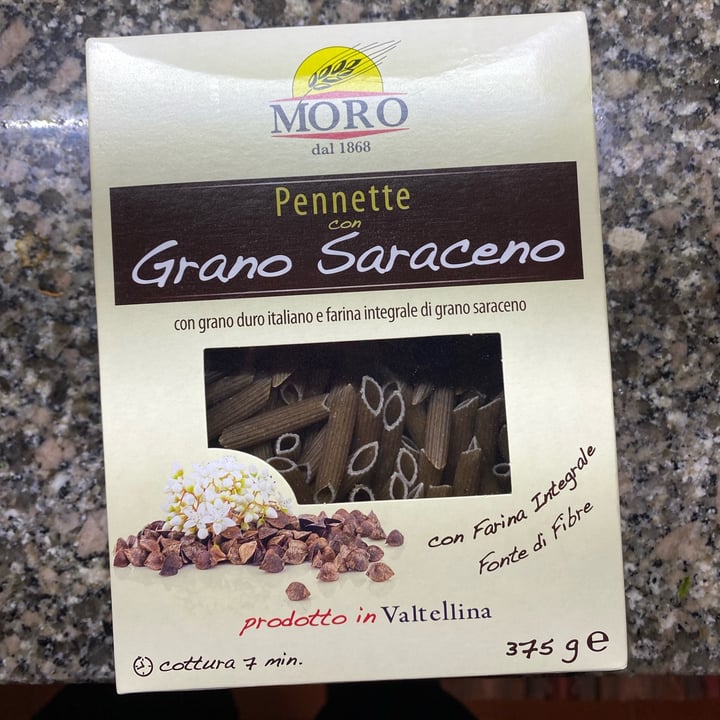 MORO
dal 1868
Pennette
con
Grano Saraceno
con grano duro italiano e farina integrale di grano saraceno
con Farina Integrale
Fonte di Fibre
prodotto in Valtellina
cottura 7 min.
375 g e